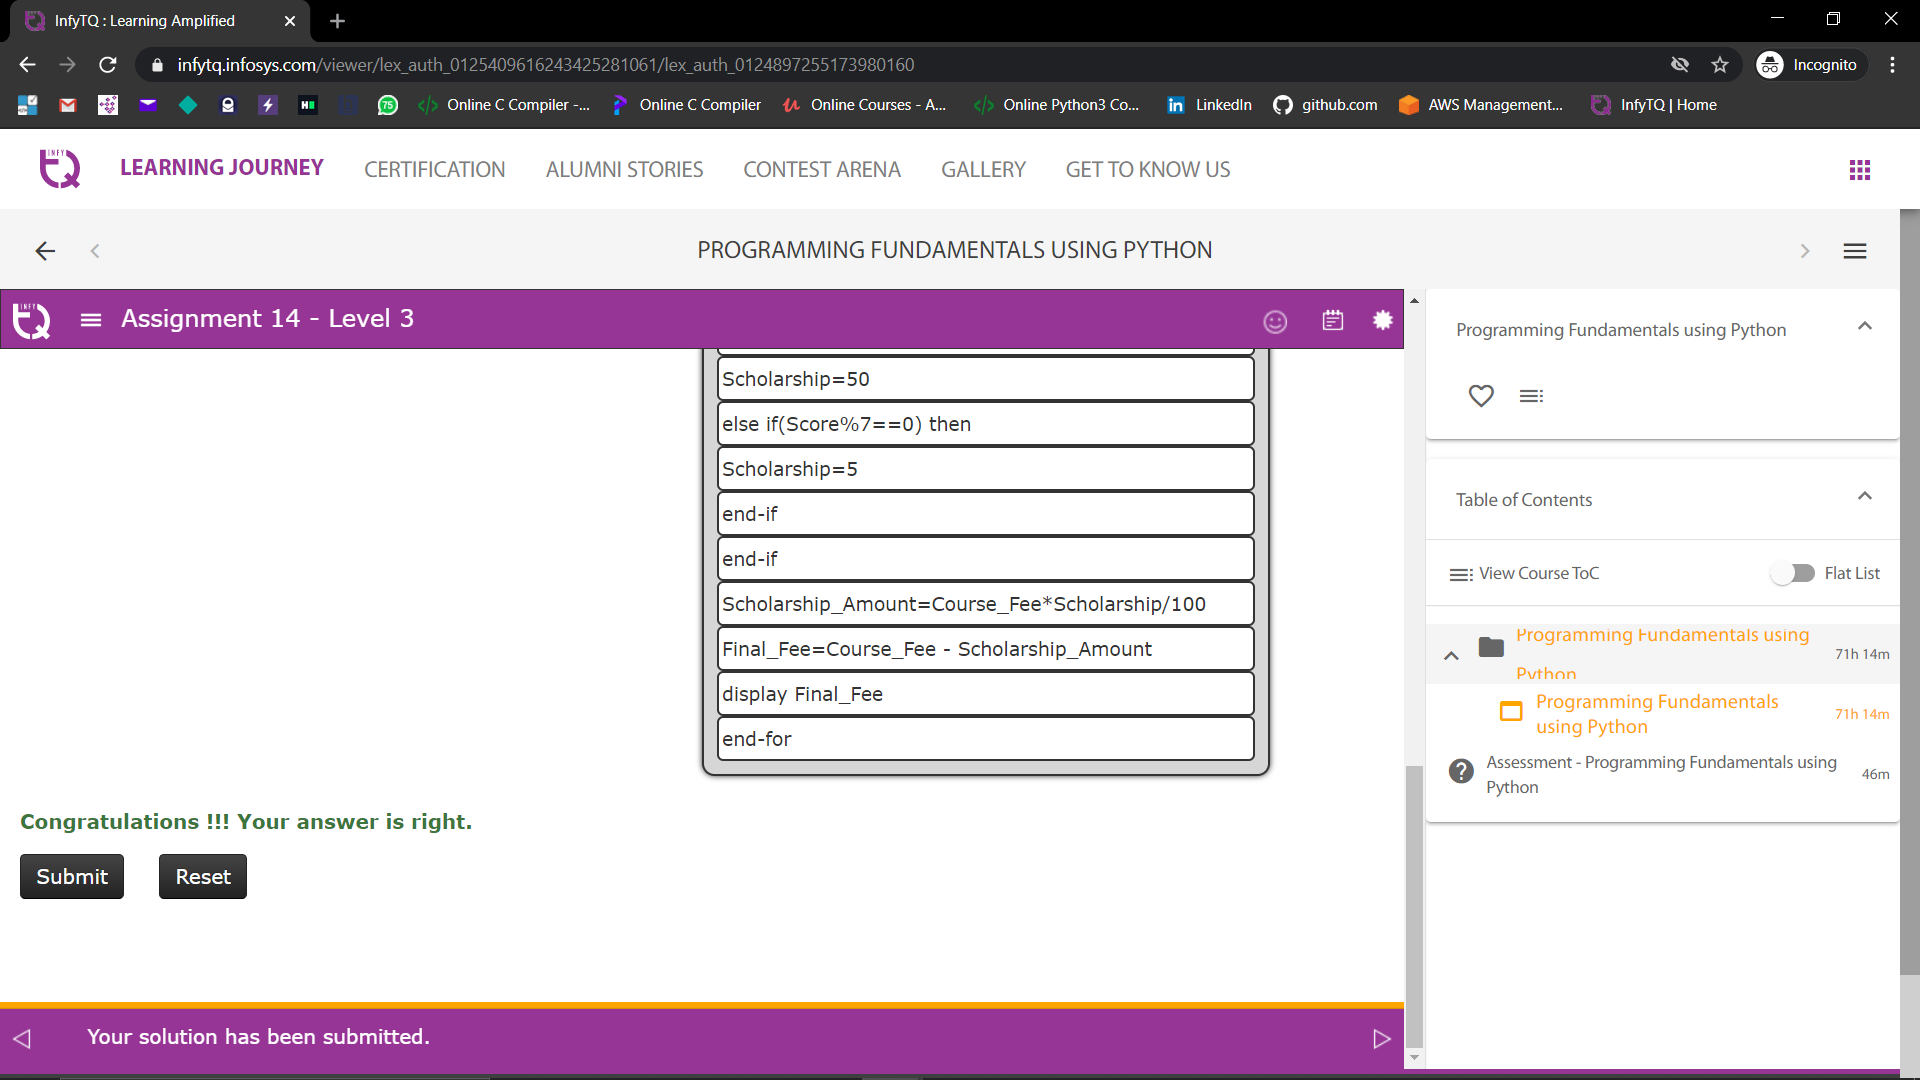 InfyTQ : Learning Amplified
infytq.infosys.com/viewer/lex_auth_0125409616243425281061/lex_auth_0124897255173980160
Incognito
75
Online C Compiler -...
Online C Compiler
Online Courses - A...
Online Python3 Co...
LinkedIn
github.com
AWS Management...
InfyTQ | Home
LEARNING JOURNEY
CERTIFICATION
ALUMNI STORIES
CONTEST ARENA
GALLERY
GET TO KNOW US
PROGRAMMING FUNDAMENTALS USING PYTHON
Assignment 14 - Level 3
Scholarship=50
else if(Score%7==0) then
Scholarship=5
end-if
end-if
Scholarship_Amount=Course_Fee*Scholarship/100
Final_Fee=Course_Fee - Scholarship_Amount
display Final_Fee
end-for
Congratulations !!! Your answer is right.
Submit
Reset
Your solution has been submitted.
Programming Fundamentals using Python
Table of Contents
View Course ToC
Flat List
Programming Fundamentals using
Python
71h 14m
Programming Fundamentals
using Python
71h 14m
Assessment - Programming Fundamentals using
Python
46m